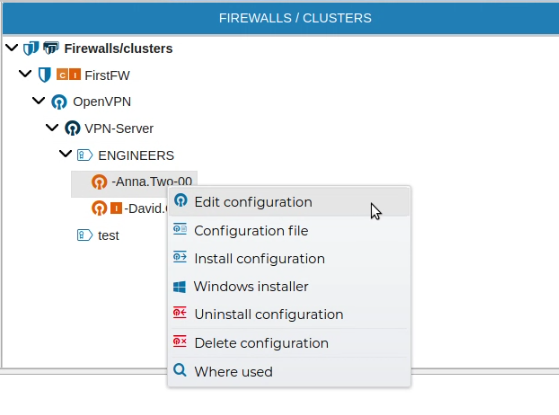 FIREWALLS / CLUSTERS
Firewalls/clusters
C I FirstFW
OpenVPN
VPN-Server
ENGINEERS
-Anna.Two-00
I -David.
test
Edit configuration
Configuration file
Install configuration
Windows installer
Uninstall configuration
Delete configuration
Where used